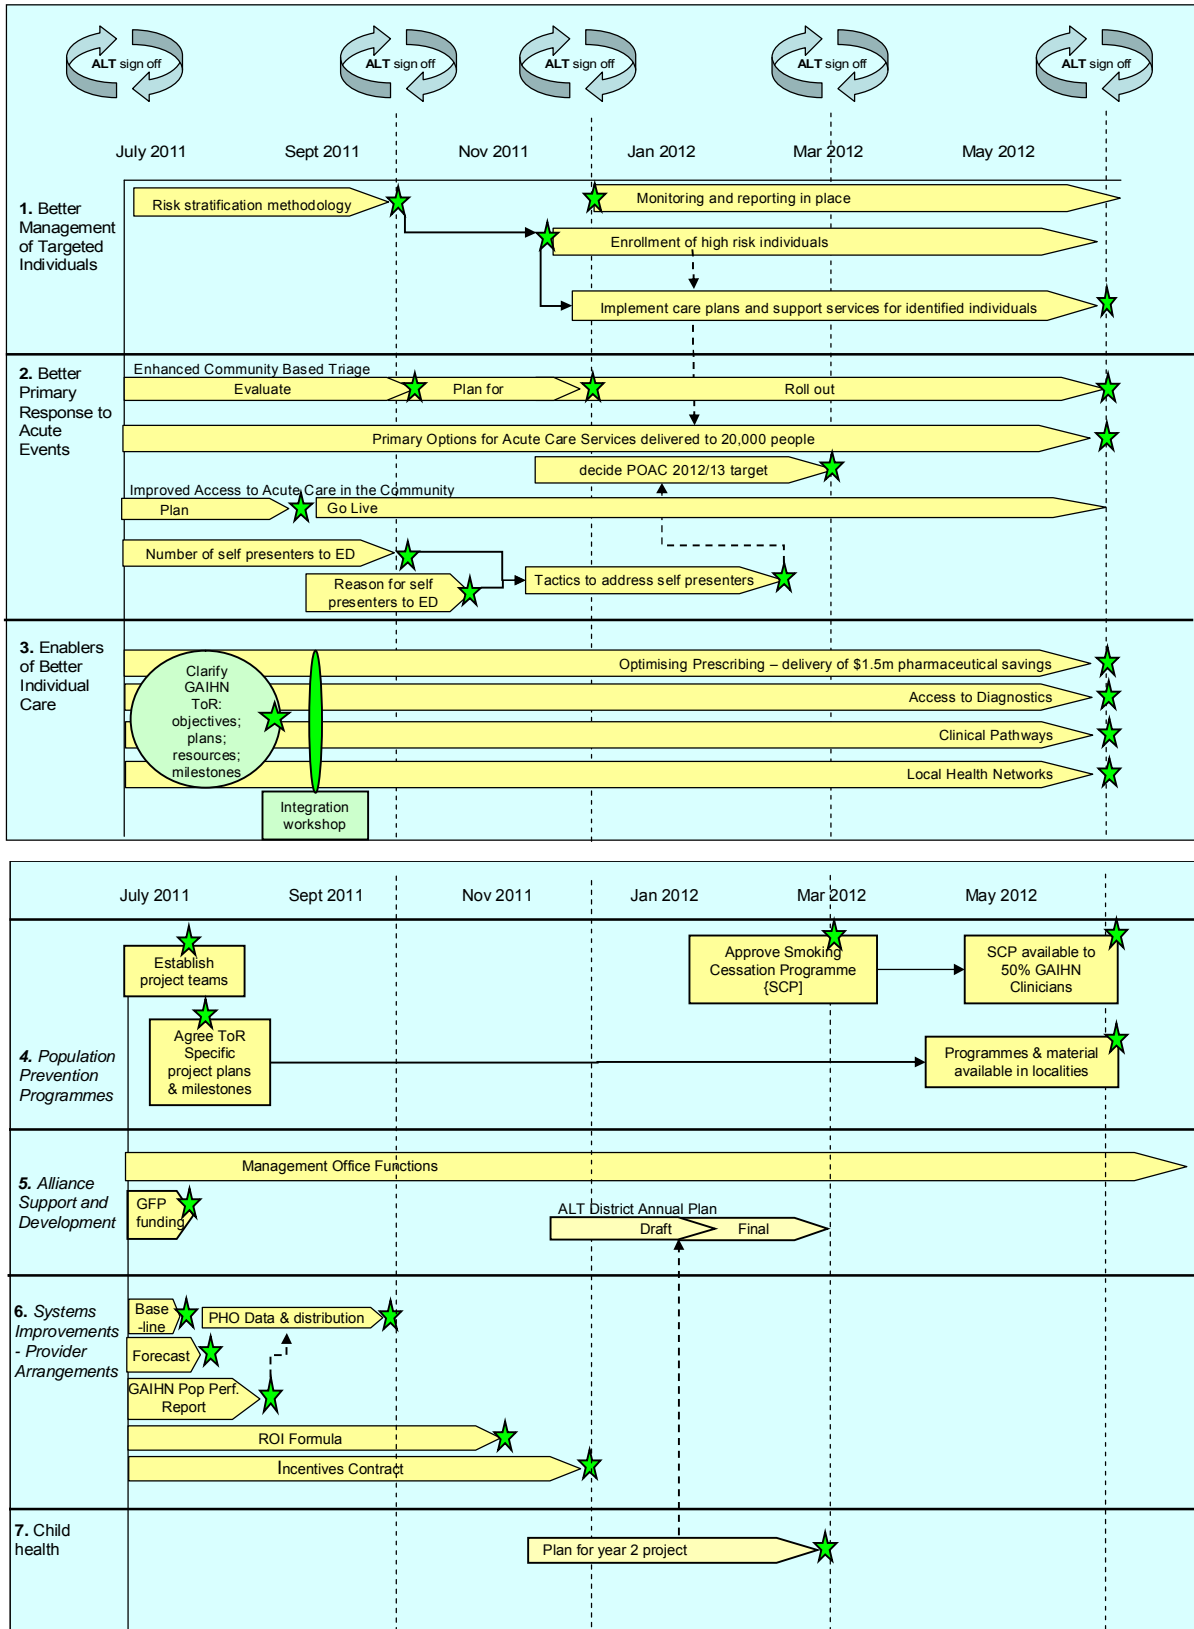 ALT sign off
ALT sign off
ALT sign off
ALT sign off
ALT sign off
July 2011
Sept 2011
Nov 2011
Jan 2012
Mar 2012
May 2012
1. Better
Management
of Targeted
Individuals
Risk stratification methodology
Monitoring and reporting in place
Enrollment of high risk individuals
Implement care plans and support services for identified individuals
2. Better
Primary
Response to
Acute
Events
Enhanced Community Based Triage
Evaluate
Plan for
Roll out
Primary Options for Acute Care Services delivered to 20,000 people
decide POAC 2012/13 target
Improved Access to Acute Care in the Community
Plan
Go Live
Number of self presenters to ED
Reason for self
presenters to ED
Tactics to address self presenters
3. Enablers
of Better
Individual
Care
Clarify
GAIHN
ToR:
objectives;
plans;
resources;
milestones
Optimising Prescribing – delivery of $1.5m pharmaceutical savings
Access to Diagnostics
Clinical Pathways
Local Health Networks
Integration
workshop
July 2011
Sept 2011
Nov 2011
Jan 2012
Mar 2012
May 2012
4. Population
Prevention
Programmes
Establish
project teams
Agree ToR
Specific
project plans
& milestones
Approve Smoking
Cessation Programme
{SCP]
SCP available to
50% GAIHN
Clinicians
Programmes & material
available in localities
5. Alliance
Support and
Development
Management Office Functions
GFP
funding
ALT District Annual Plan
Draft
Final
6. Systems
Improvements
- Provider
Arrangements
Base
-line
PHO Data & distribution
Forecast
GAIHN Pop Perf.
Report
ROI Formula
Incentives Contract
7. Child
health
Plan for year 2 project